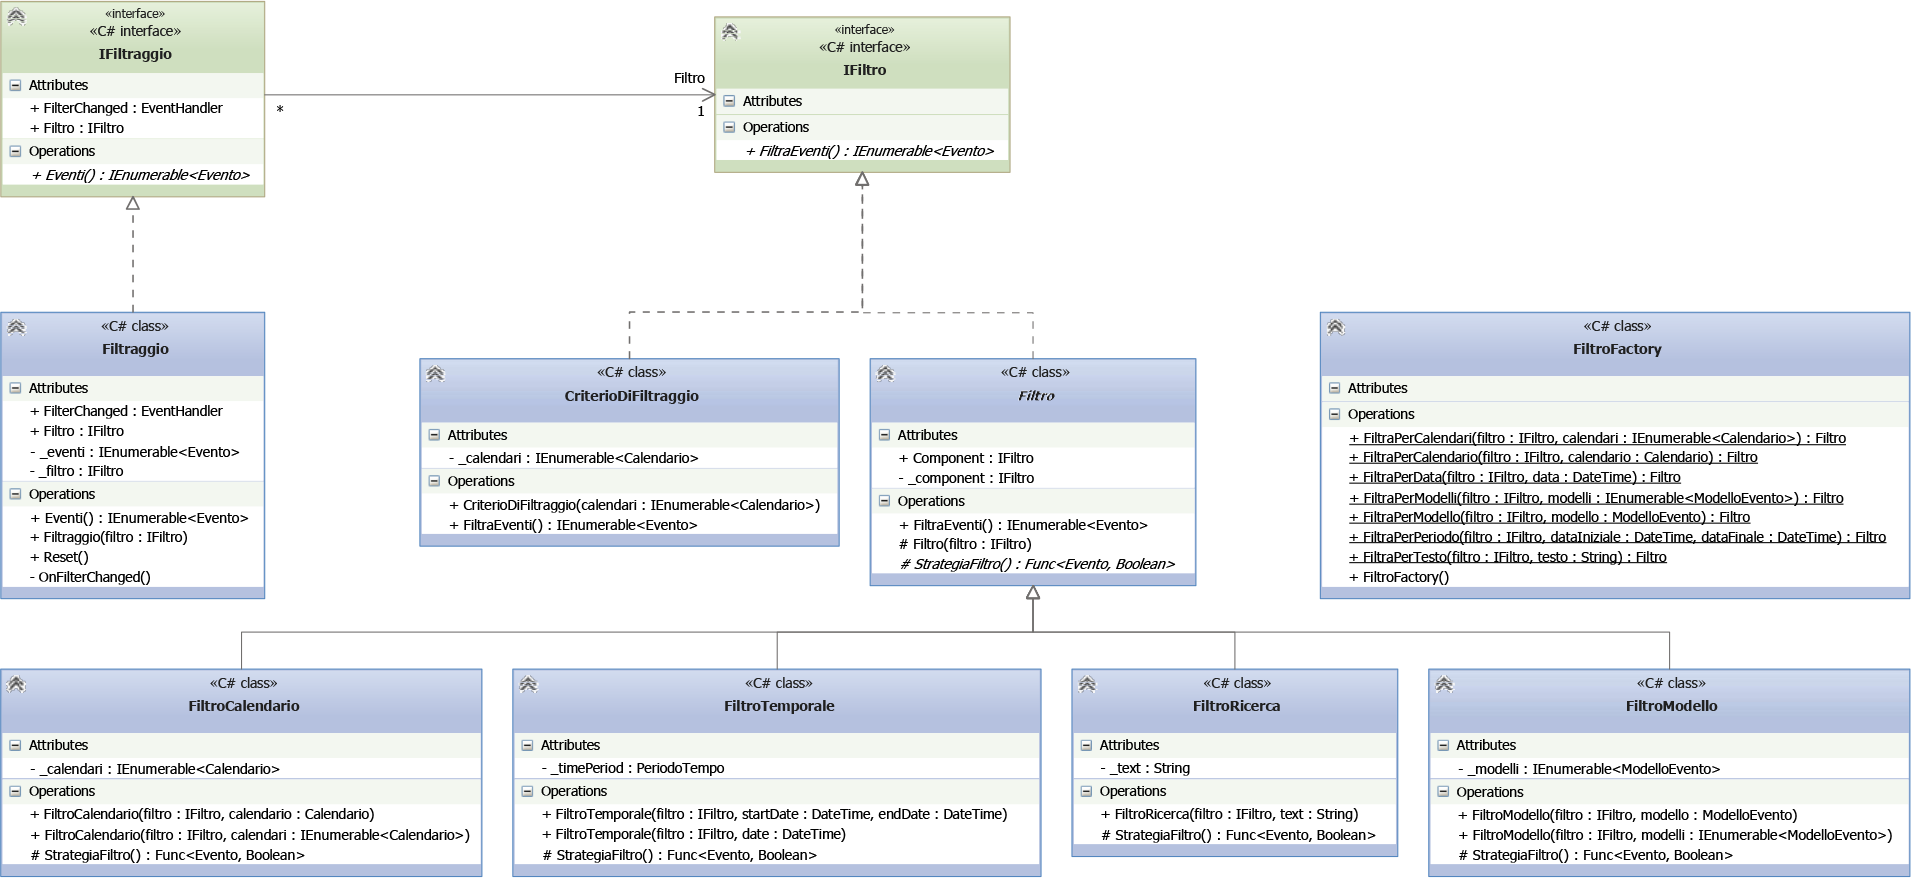 «interface»
«C# interface»
IFiltraggio
Attributes
+ FilterChanged : EventHandler
+ Filtro : IFiltro
Operations
+ Eventi() : IEnumerable<Evento>
*
Filtro
1
«interface»
«C# interface»
IFiltro
Attributes
Operations
+ FiltraEventi() : IEnumerable<Evento>
«C# class»
Filtraggio
Attributes
+ FilterChanged : EventHandler
+ Filtro : IFiltro
- _eventi : IEnumerable<Evento>
- _filtro : IFiltro
Operations
+ Eventi() : IEnumerable<Evento>
+ Filtraggio(filtro : IFiltro)
+ Reset()
- OnFilterChanged()
«C# class»
CriterioDiFiltraggio
Attributes
- _calendari : IEnumerable<Calendario>
Operations
+ CriterioDiFiltraggio(calendari : IEnumerable<Calendario>)
+ FiltraEventi() : IEnumerable<Evento>
«C# class»
Filtro
Attributes
+ Component : IFiltro
- _component : IFiltro
Operations
+ FiltraEventi() : IEnumerable<Evento>
# Filtro(filtro : IFiltro)
# StrategiaFiltro() : Func<Evento, Boolean>
«C# class»
FiltroFactory
Attributes
Operations
+ FiltraPerCalendari(filtro : IFiltro, calendari : IEnumerable<Calendario>) : Filtro
+ FiltraPerCalendario(filtro : IFiltro, calendario : Calendario) : Filtro
+ FiltraPerData(filtro : IFiltro, data : DateTime) : Filtro
+ FiltraPerModelli(filtro : IFiltro, modelli : IEnumerable<ModelloEvento>) : Filtro
+ FiltraPerModello(filtro : IFiltro, modello : ModelloEvento) : Filtro
+ FiltraPerPeriodo(filtro : IFiltro, dataIniziale : DateTime, dataFinale : DateTime) : Filtro
+ FiltraPerTesto(filtro : IFiltro, testo : String) : Filtro
+ FiltroFactory()
«C# class»
FiltroCalendario
Attributes
- _calendari : IEnumerable<Calendario>
Operations
+ FiltroCalendario(filtro : IFiltro, calendario : Calendario)
+ FiltroCalendario(filtro : IFiltro, calendari : IEnumerable<Calendario>)
# StrategiaFiltro() : Func<Evento, Boolean>
«C# class»
FiltroTemporale
Attributes
- _timePeriod : PeriodoTempo
Operations
+ FiltroTemporale(filtro : IFiltro, startDate : DateTime, endDate : DateTime)
+ FiltroTemporale(filtro : IFiltro, date : DateTime)
# StrategiaFiltro() : Func<Evento, Boolean>
«C# class»
FiltroRicerca
Attributes
- _text : String
Operations
+ FiltroRicerca(filtro : IFiltro, text : String)
# StrategiaFiltro() : Func<Evento, Boolean>
«C# class»
FiltroModello
Attributes
- _modelli : IEnumerable<ModelloEvento>
Operations
+ FiltroModello(filtro : IFiltro, modello : ModelloEvento)
+ FiltroModello(filtro : IFiltro, modelli : IEnumerable<ModelloEvento>)
# StrategiaFiltro() : Func<Evento, Boolean>